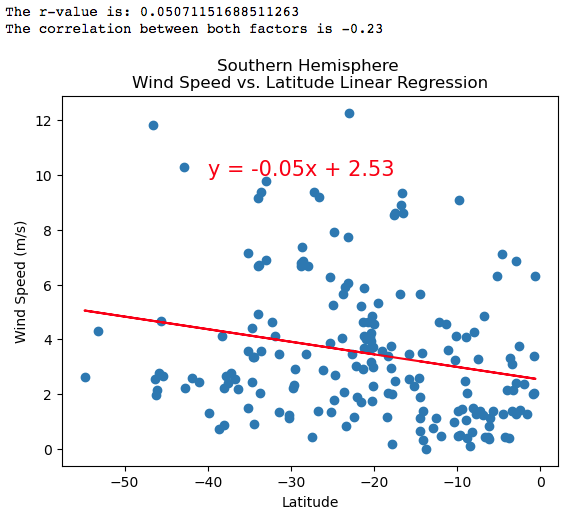 The r-value is: 0.05071151688511263
The correlation between both factors is -0.23
Southern Hemisphere
Wind Speed vs. Latitude Linear Regression
12
10
8
6
4
2
0
Wind Speed (m/s)
y = -0.05x + 2.53
−50
−40
−30
−20
−10
0
Latitude